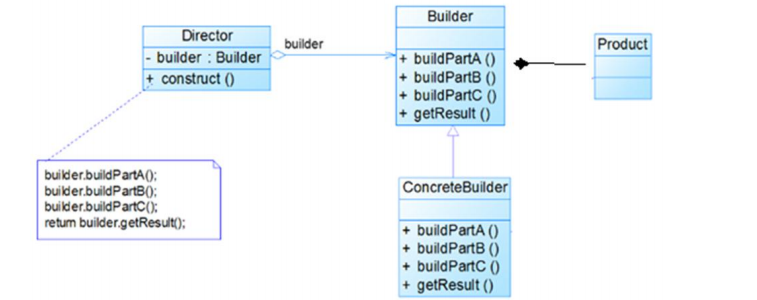 Director
- builder : Builder
+ construct ()
builder
Builder
+ buildPartA ()
+ buildPartB ()
+ buildPartC ()
+ getResult ()
Product
builder.buildPartA();
builder.buildPartB();
builder.buildPartC();
return builder.getResult();
ConcreteBuilder
+ buildPartA ()
+ buildPartB ()
+ buildPartC ()
+ getResult ()